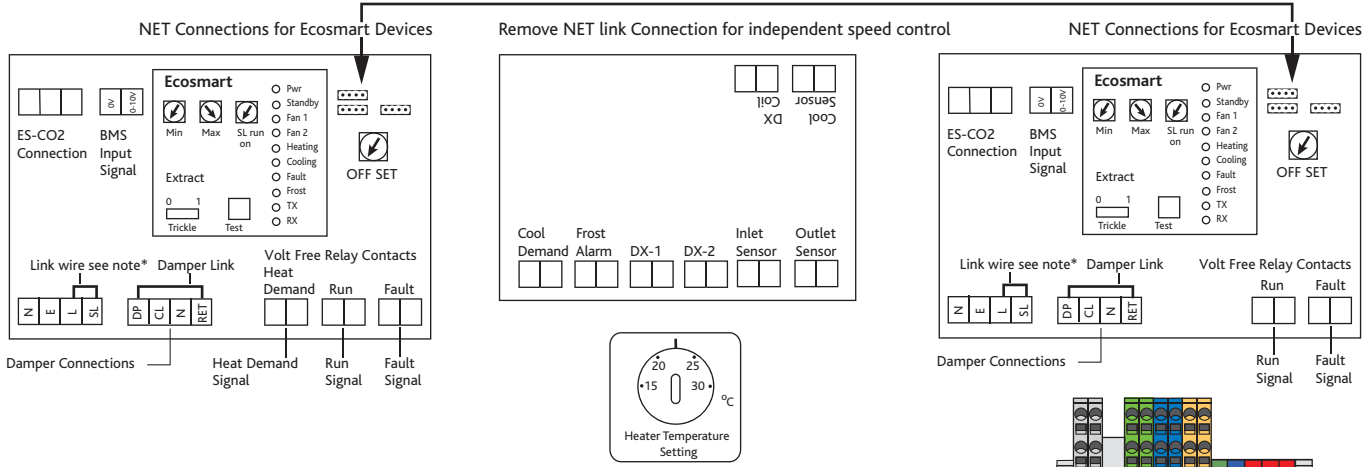 NET Connections for Ecosmart Devices
Remove NET link Connection for independent speed control
NET Connections for Ecosmart Devices
ES-CO2
Connection
0V
0-10V
BMS
Input
Signal
Ecosmart
Min
Max
SL run
on
Extract
0 1
Trickle
Test
Pwr
Standby
Fan 1
Fan 2
Heating
Cooling
Fault
Frost
TX
RX
OFF SET
Link wire see note*
Damper Link
Volt Free Relay Contacts
Heat
Demand
Run
Fault
N
E
L
SL
DP
CL
N
RET
Damper Connections
Heat Demand
Signal
Run
Signal
Fault
Signal
DX
Coil
Cool
Sensor
Cool
Demand
Frost
Alarm
DX-1
DX-2
Inlet
Sensor
Outlet
Sensor
15
20
25
30
°C
Heater Temperature
Setting
ES-CO2
Connection
0V
0-10V
BMS
Input
Signal
Ecosmart
Min
Max
SL run
on
Extract
0 1
Trickle
Test
Pwr
Standby
Fan 1
Fan 2
Heating
Cooling
Fault
Frost
TX
RX
OFF SET
Link wire see note*
Damper Link
Volt Free Relay Contacts
Run
Fault
N
E
L
SL
DP
CL
N
RET
Damper Connections
Run
Signal
Fault
Signal